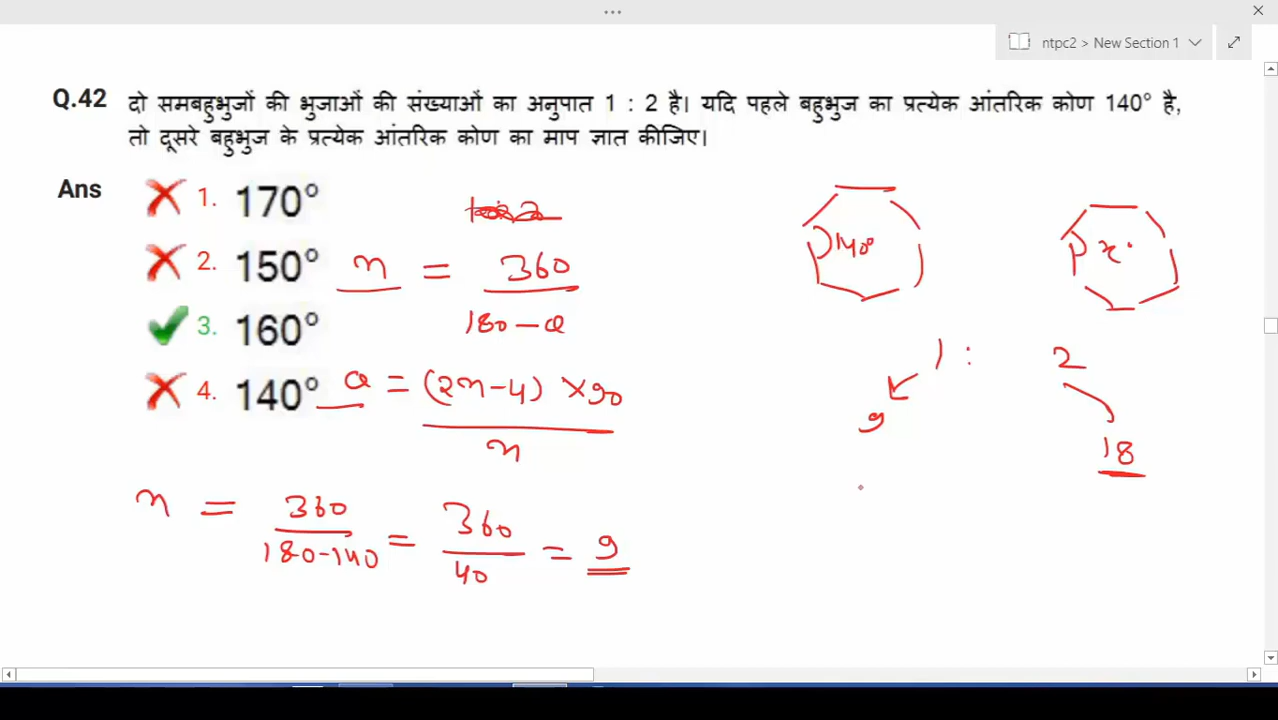 ntpc2 > New Section 1
Q.42 दो समबहुभुजों की भुजाओं की संख्याओं का अनुपात 1 : 2 है। यदि पहले बहुभुज का प्रत्येक आंतरिक कोण 140° है,
तो दूसरे बहुभुज के प्रत्येक आंतरिक कोण का माप ज्ञात कीजिए।
Ans
1. 170°
2. 150°
3. 160°
4. 140°
n = 360
180 - a
a = (2n-4) ×90
n
n = 360 = 360 = 9
180-140
40
140°
x°
1 : 2
9
18